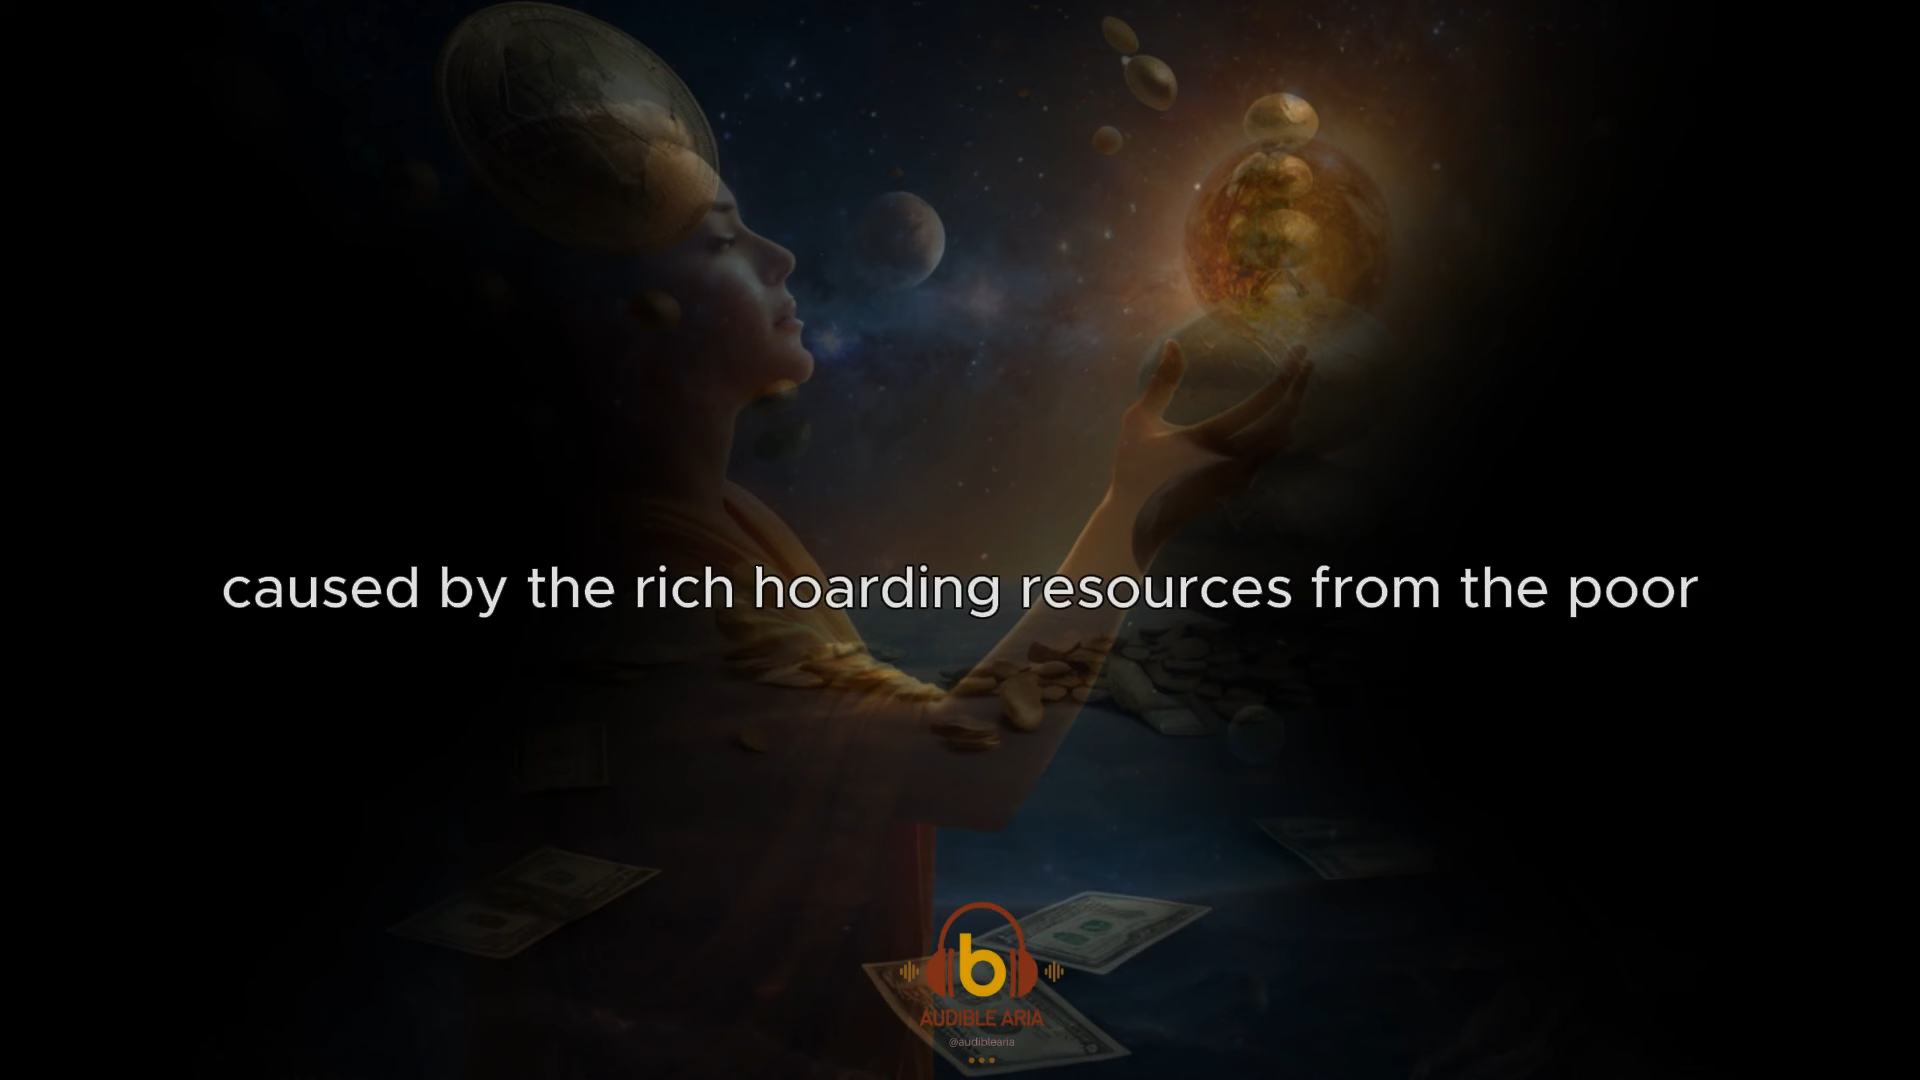 caused by the rich hoarding resources from the poor
b
AUDIBLE ARIA
@audiblearia